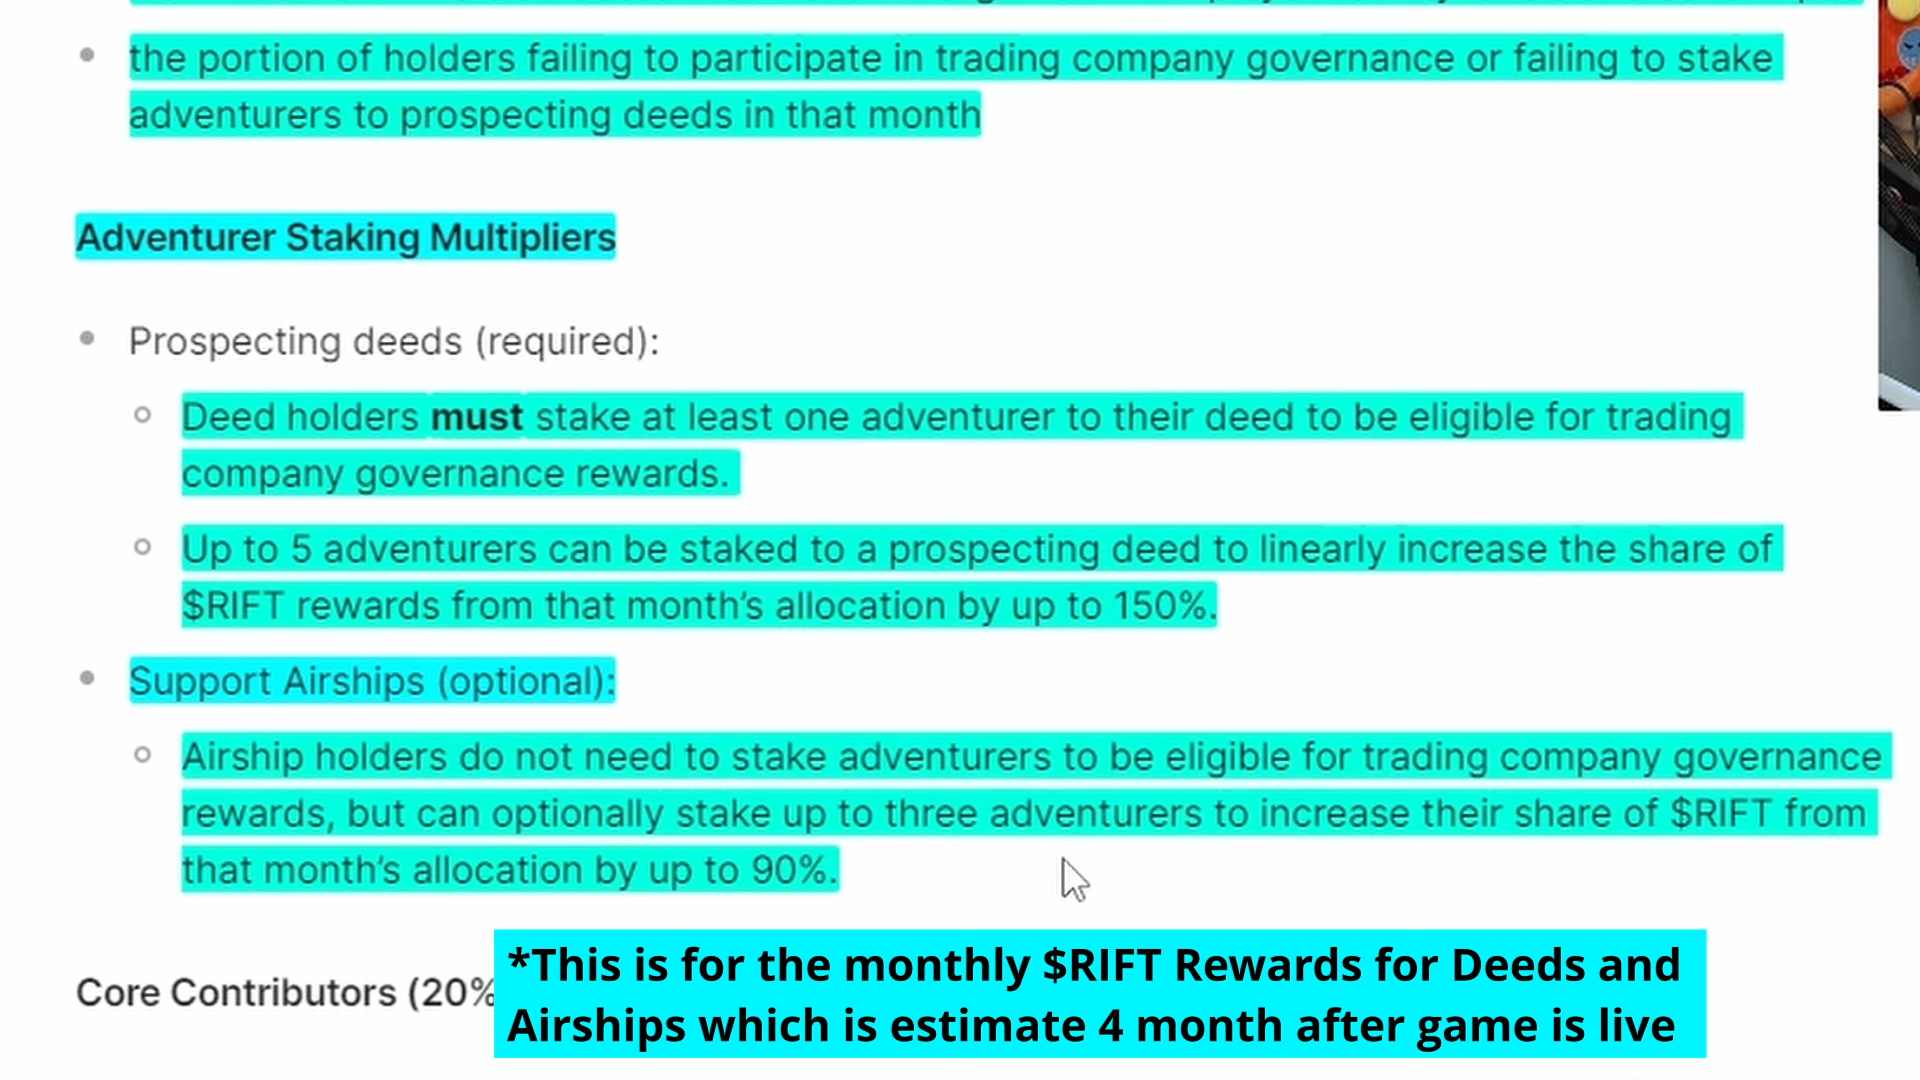 the portion of holders failing to participate in trading company governance or failing to stake
adventurers to prospecting deeds in that month
Adventurer Staking Multipliers
Prospecting deeds (required):
Deed holders must stake at least one adventurer to their deed to be eligible for trading
company governance rewards.
Up to 5 adventurers can be staked to a prospecting deed to linearly increase the share of
$RIFT rewards from that month’s allocation by up to 150%.
Support Airships (optional):
Airship holders do not need to stake adventurers to be eligible for trading company governance
rewards, but can optionally stake up to three adventurers to increase their share of $RIFT from
that month’s allocation by up to 90%.
Core Contributors (20%
*This is for the monthly $RIFT Rewards for Deeds and
Airships which is estimate 4 month after game is live